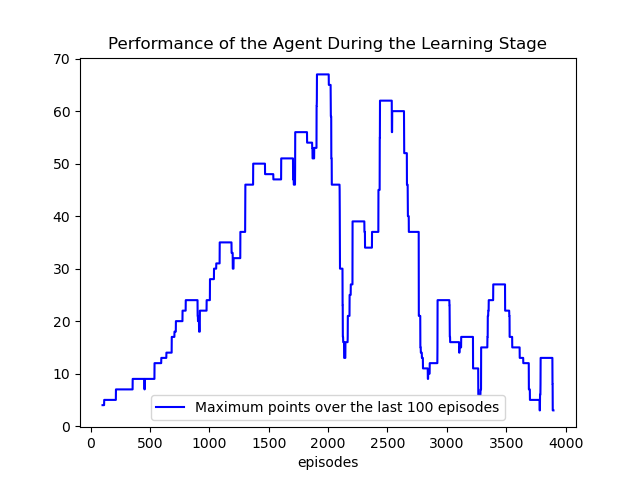 Performance of the Agent During the Learning Stage
70
60
50
40
30
20
10
0
Maximum points over the last 100 episodes
0 500 1000 1500 2000 2500 3000 3500 4000
episodes